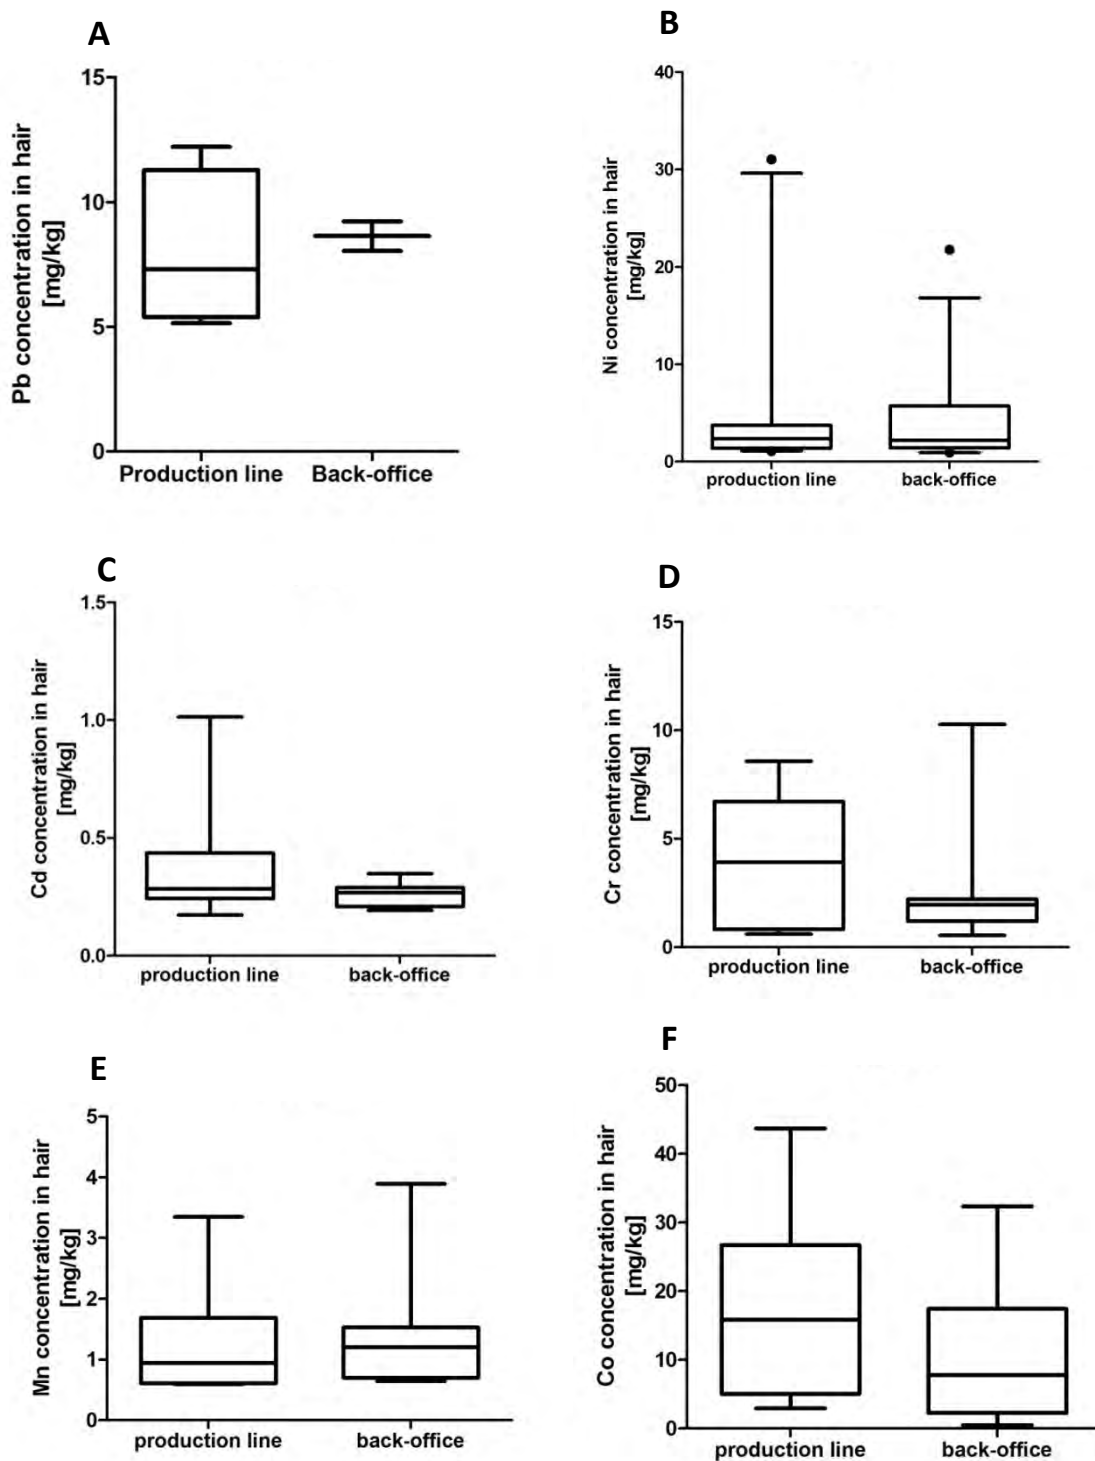 A
Pb concentration in hair
[mg/kg]
15
10
5
0
Production line Back-office
B
Ni concentration in hair
[mg/kg]
40
30
20
10
0
production line back-office
C
Cd concentration in hair
[mg/kg]
1.5
1.0
0.5
0.0
production line back-office
D
Cr concentration in hair
[mg/kg]
15
10
5
0
production line back-office
E
Mn concentration in hair
[mg/kg]
5
4
3
2
1
0
production line back-office
F
Co concentration in hair
[mg/kg]
50
40
30
20
10
0
production line back-office